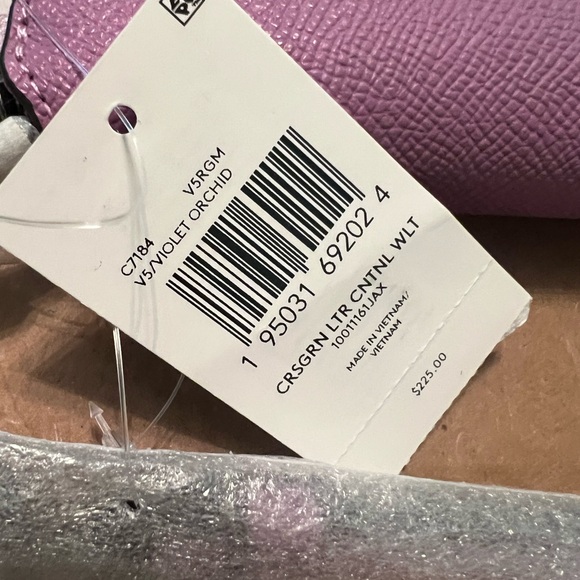 C7184 V5RGM
V5/VIOLET ORCHID
1 95031 69202 4
CRSGRN LTR CNTNL WLT
10011161JAX
MADE IN VIETNAM/
VIETNAM
$225.00